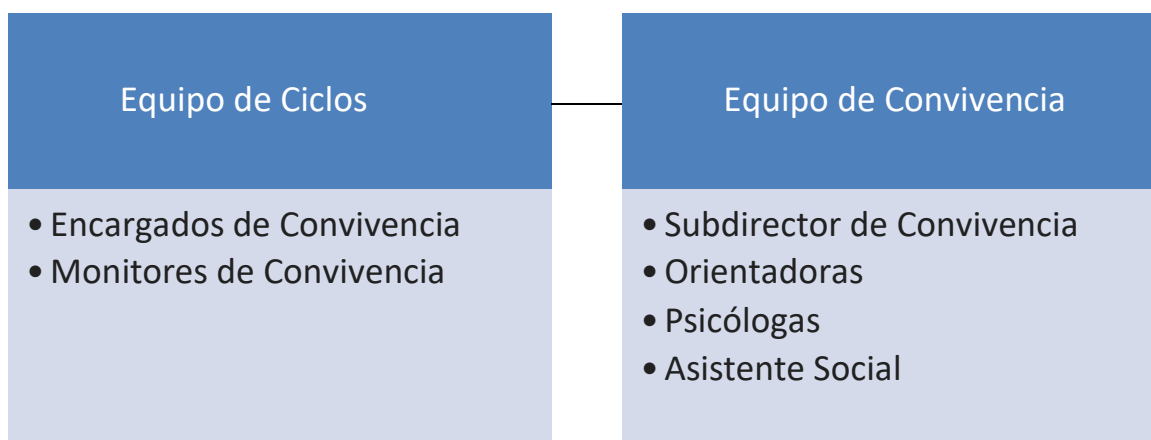 Equipo de Ciclos
• Encargados de Convivencia
• Monitores de Convivencia
Equipo de Convivencia
• Subdirector de Convivencia
• Orientadoras
• Psicólogas
• Asistente Social